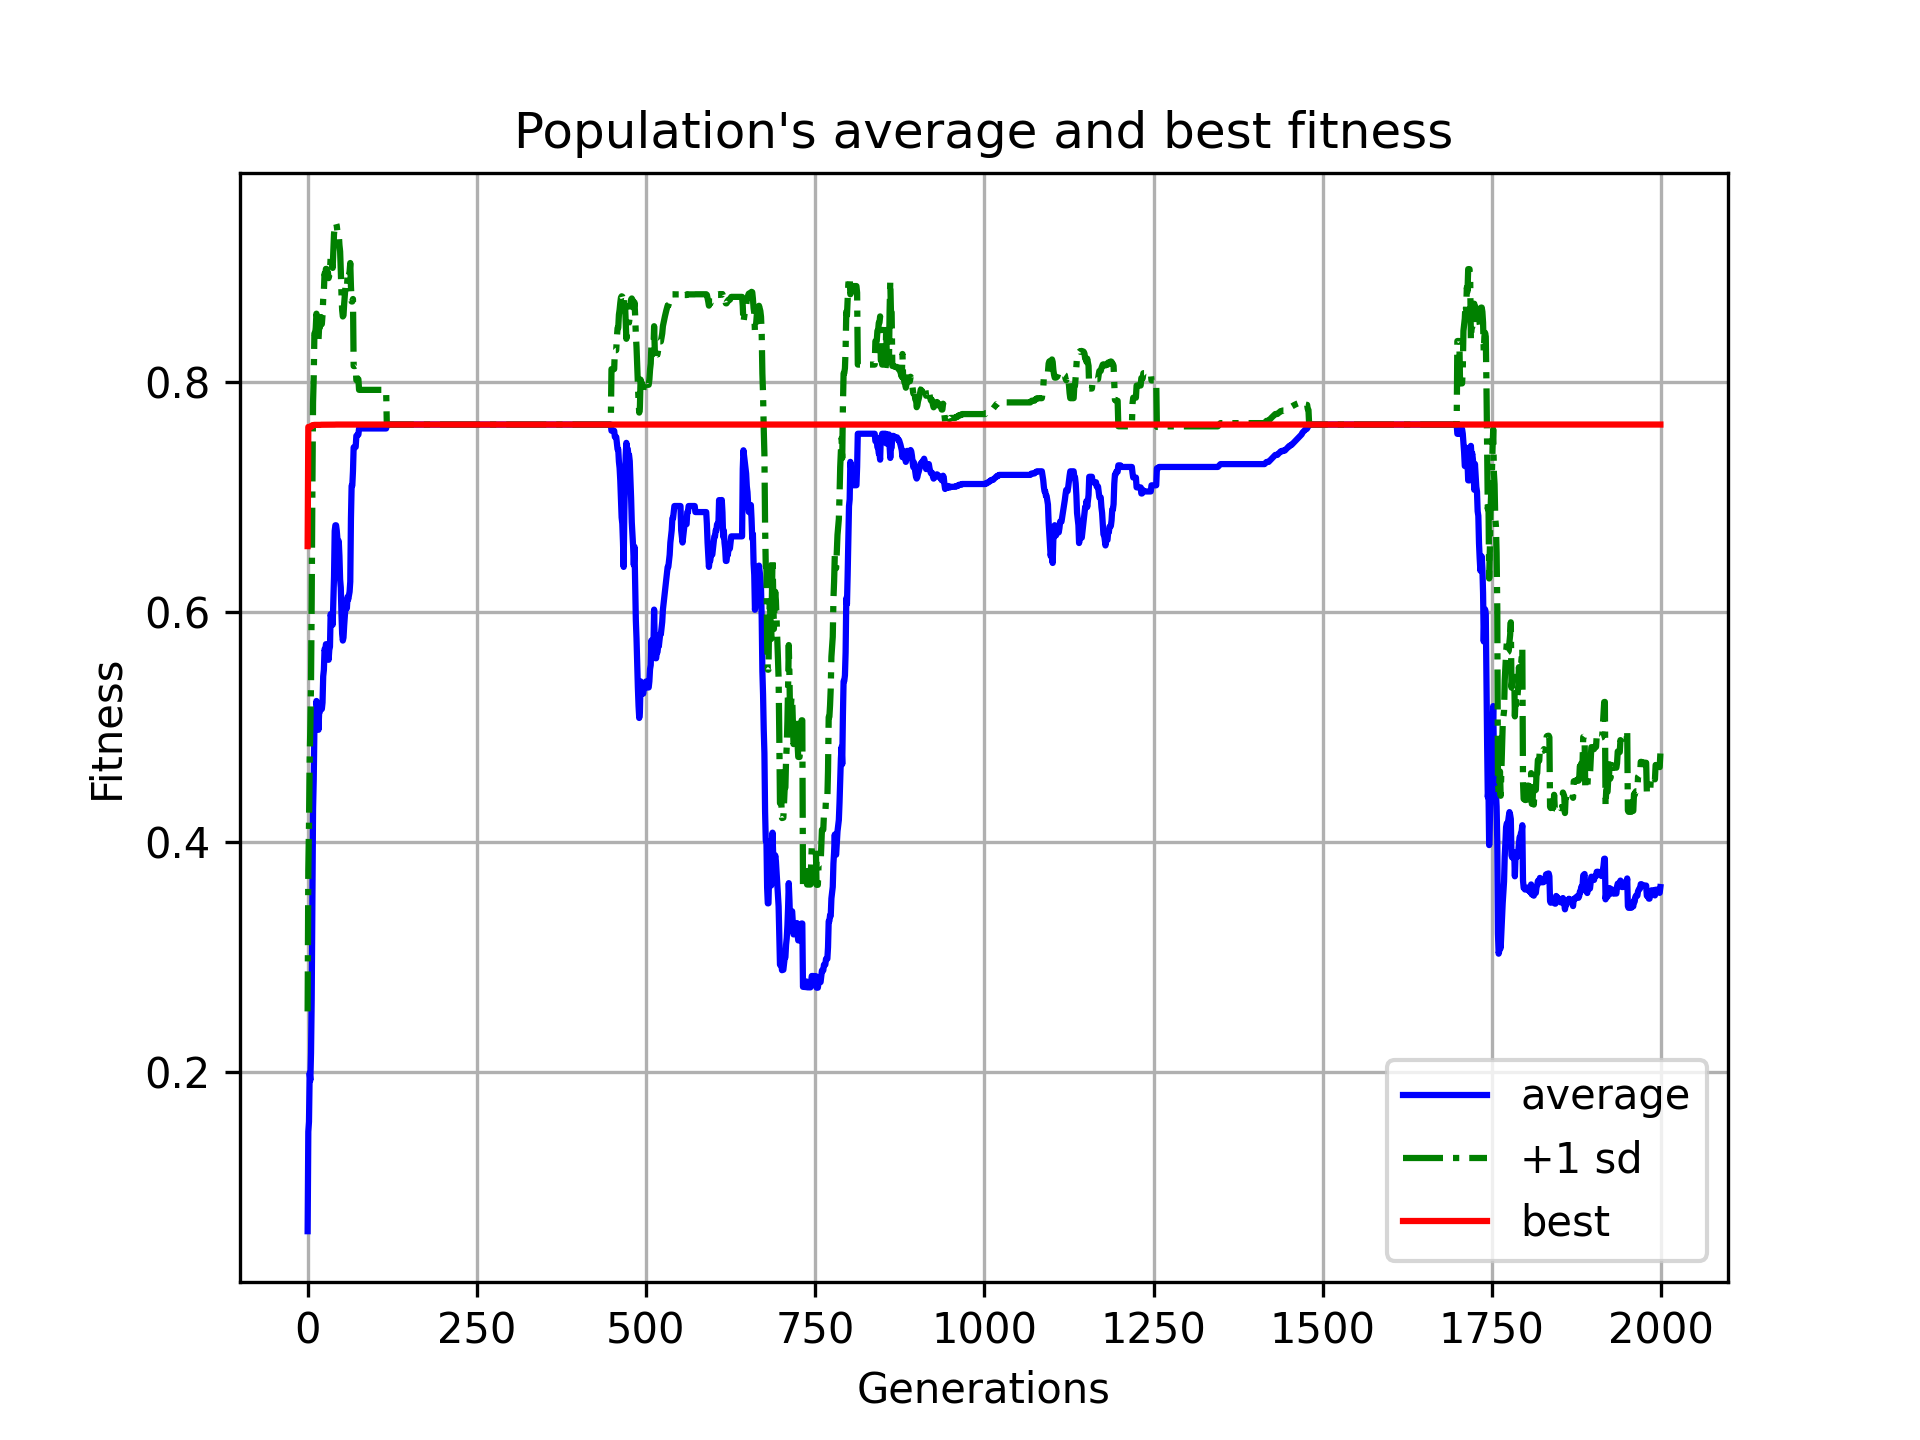 Population's average and best fitness
Fitness
0.8
0.6
0.4
0.2
0 250 500 750 1000 1250 1500 1750 2000
Generations
average
+1 sd
best